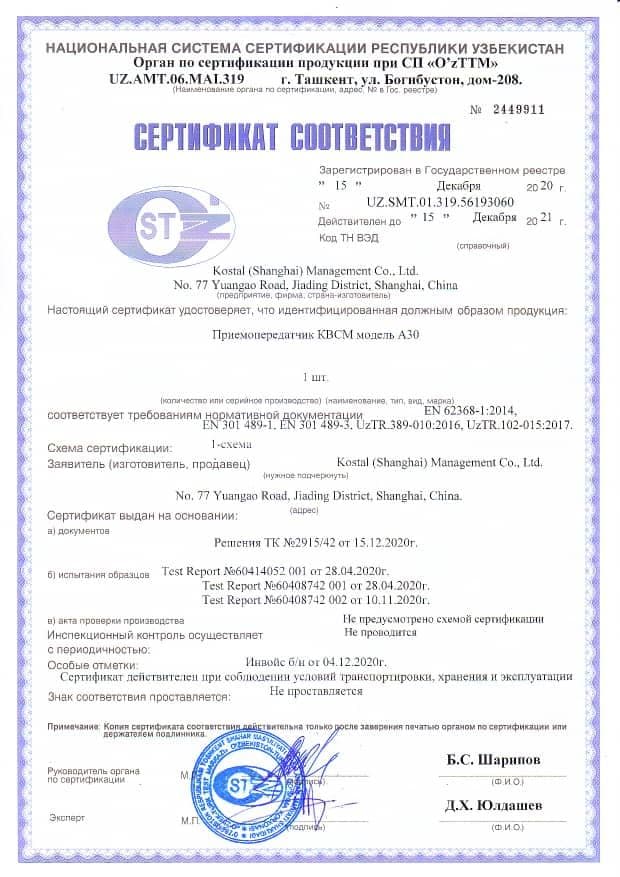 НАЦИОНАЛЬНАЯ СИСТЕМА СЕРТИФИКАЦИИ РЕСПУБЛИКИ УЗБЕКИСТАН
Орган по сертификации продукции при СП «O’zTTM»
UZ.AMT.06.MAI.319 г. Ташкент, ул. Богибустон, дом-208.
(Наименование органа по сертификации, адрес, № в Гос. реестре)
№ 2449911
СЕРТИФИКАТ СООТВЕТСТВИЯ
Зарегистрирован в Государственном реестре
" 15 " Декабря 2020 г.
№ UZ.SMT.01.319.56193060
Действителен до " 15 " Декабря 2021 г.
Код ТН ВЭД
(справочный)
ST
Kostal (Shanghai) Management Co., Ltd.
No. 77 Yuangao Road, Jiading District, Shanghai, China
(предприятие, фирма, страна-изготовитель)
Настоящий сертификат удостоверяет, что идентифицированная должным образом продукция:
Приемопередатчик КВСМ модель А30
1 шт.
(количество или серийное производство) (наименование, тип, вид, марка)
соответствует требованиям нормативной документации EN 62368-1:2014,
EN 301 489-1, EN 301 489-3, UzTR.389-010:2016, UzTR.102-015:2017.
Схема сертификации: 1-схема
Заявитель (изготовитель, продавец) Kostal (Shanghai) Management Co., Ltd.
(нужное подчеркнуть)
No. 77 Yuangao Road, Jiading District, Shanghai, China.
(адрес)
Сертификат выдан на основании:
а) документов
Решения ТК №2915/42 от 15.12.2020г.
б) испытания образцов Test Report №60414052 001 от 28.04.2020г.
Test Report №60408742 001 от 28.04.2020г.
Test Report №60408742 002 от 10.11.2020г.
в) акта проверки производства Не предусмотрено схемой сертификации
Инспекционный контроль осуществляет Не проводится
с периодичностью:
Особые отметки: Инвойс б/н от 04.12.2020г.
Сертификат действителен при соблюдении условий транспортировки, хранения и эксплуатации
Знак соответствия проставляется: Не проставляется
Примечание: Копия сертификата соответствия действительна только после заверения печатью органом по сертификации или
держателем подлинника.
Руководитель органа
по сертификации
М.П.
(подпись)
Б.С. Шарипов
(Ф.И.О.)
Эксперт
М.П.
(подпись)
Д.Х. Юлдашев
(Ф.И.О.)